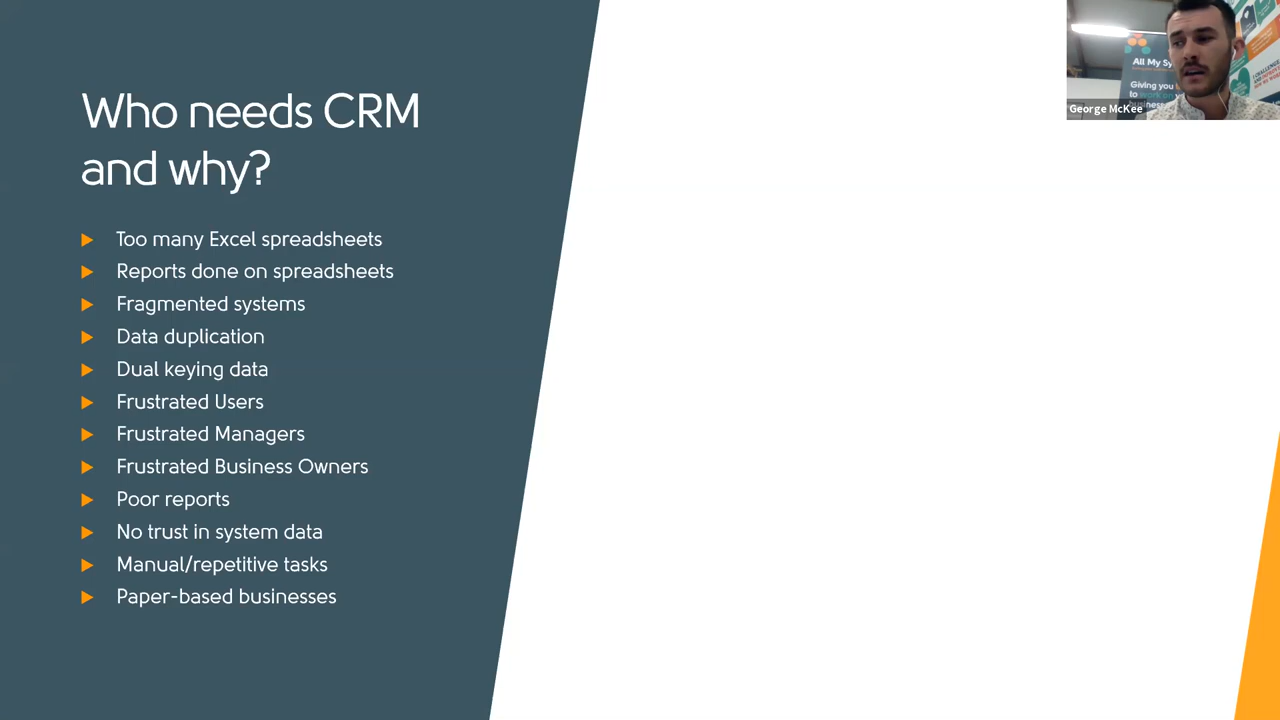 Who needs CRM
and why?
Too many Excel spreadsheets
Reports done on spreadsheets
Fragmented systems
Data duplication
Dual keying data
Frustrated Users
Frustrated Managers
Frustrated Business Owners
Poor reports
No trust in system data
Manual/repetitive tasks
Paper-based businesses
All My
Giving you
to
George McKee
I CHALLENGE